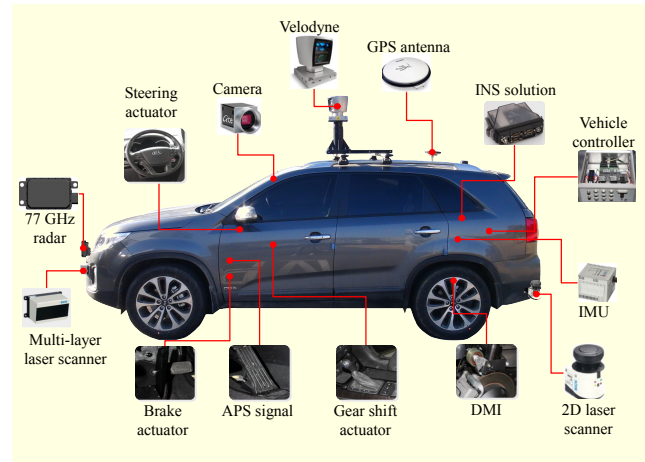 Velodyne
GPS antenna
Camera
INS solution
Steering
actuator
Vehicle
controller
77 GHz
radar
Multi-layer
laser scanner
IMU
Brake
actuator
APS signal
Gear shift
actuator
DMI
2D laser
scanner